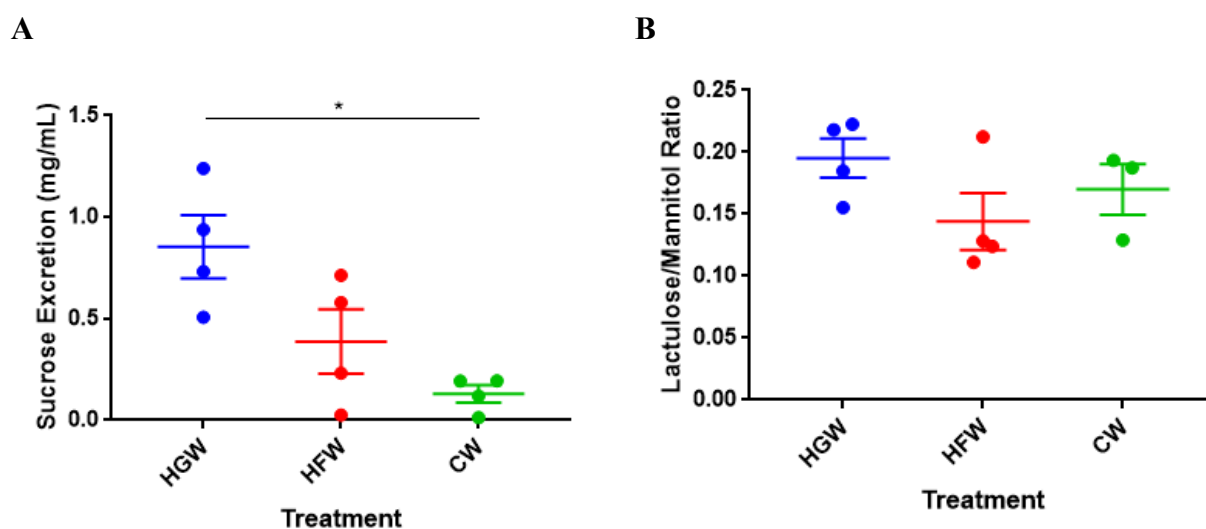 A
Sucrose Excretion (mg/mL)
1.5
1.0
0.5
0.0
*
HGW
HFW
CW
Treatment
B
Lactulose/Mannitol Ratio
0.25
0.20
0.15
0.10
0.05
0.00
HGW
HFW
CW
Treatment